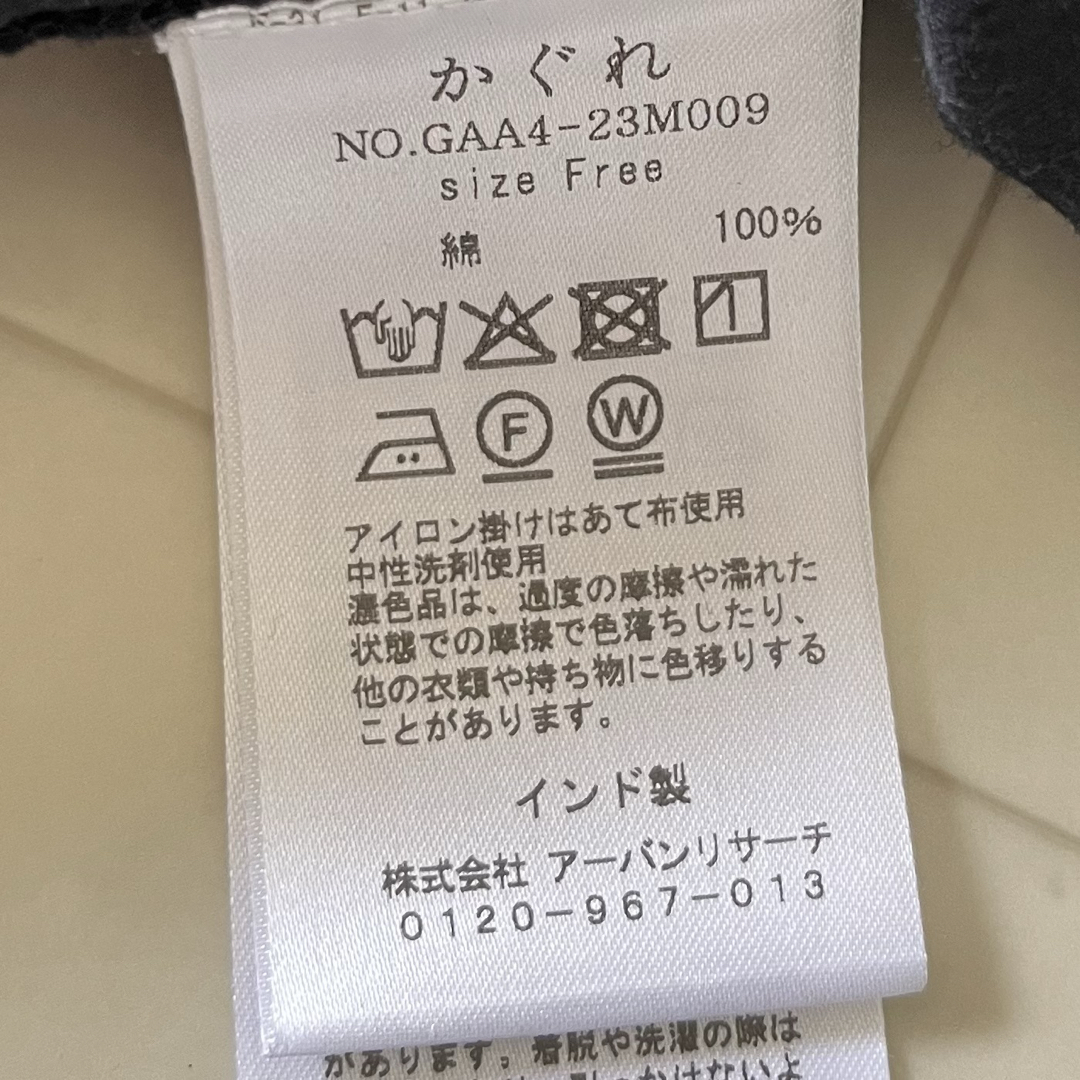 かぐれ
NO.GAA4-23M009
size Free
綿 100%
F W
アイロン掛けはあて布使用
中性洗剤使用
濃色品は、過度の摩擦や濡れた
状態での摩擦で色落ちしたり、
他の衣類や持ち物に色移りする
ことがあります。
インド製
株式会社 アーバンリサーチ
0120-967-013
があります。着脱や洗濯の際は